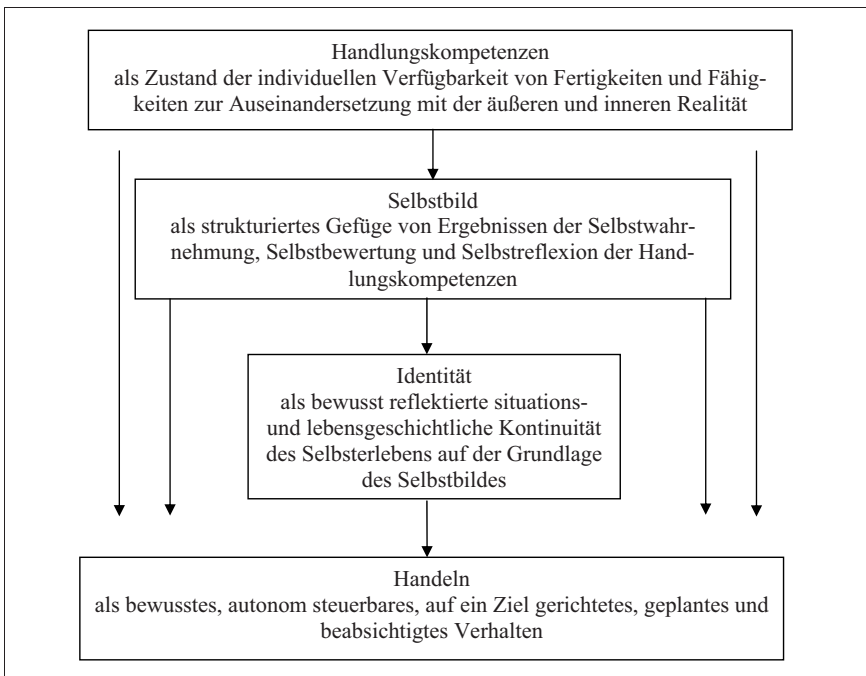 Handlungskompetenzen
als Zustand der individuellen Verfügbarkeit von Fertigkeiten und Fähig-
keiten zur Auseinandersetzung mit der äußeren und inneren Realität
Selbstbild
als strukturiertes Gefüge von Ergebnissen der Selbstwahr-
nehmung, Selbstbewertung und Selbstreflexion der Hand-
lungskompetenzen
Identität
als bewusst reflektierte situations-
und lebensgeschichtliche Kontinuität
des Selbsterlebens auf der Grundlage
des Selbstbildes
Handeln
als bewusstes, autonom steuerbares, auf ein Ziel gerichtetes, geplantes und
beabsichtigtes Verhalten